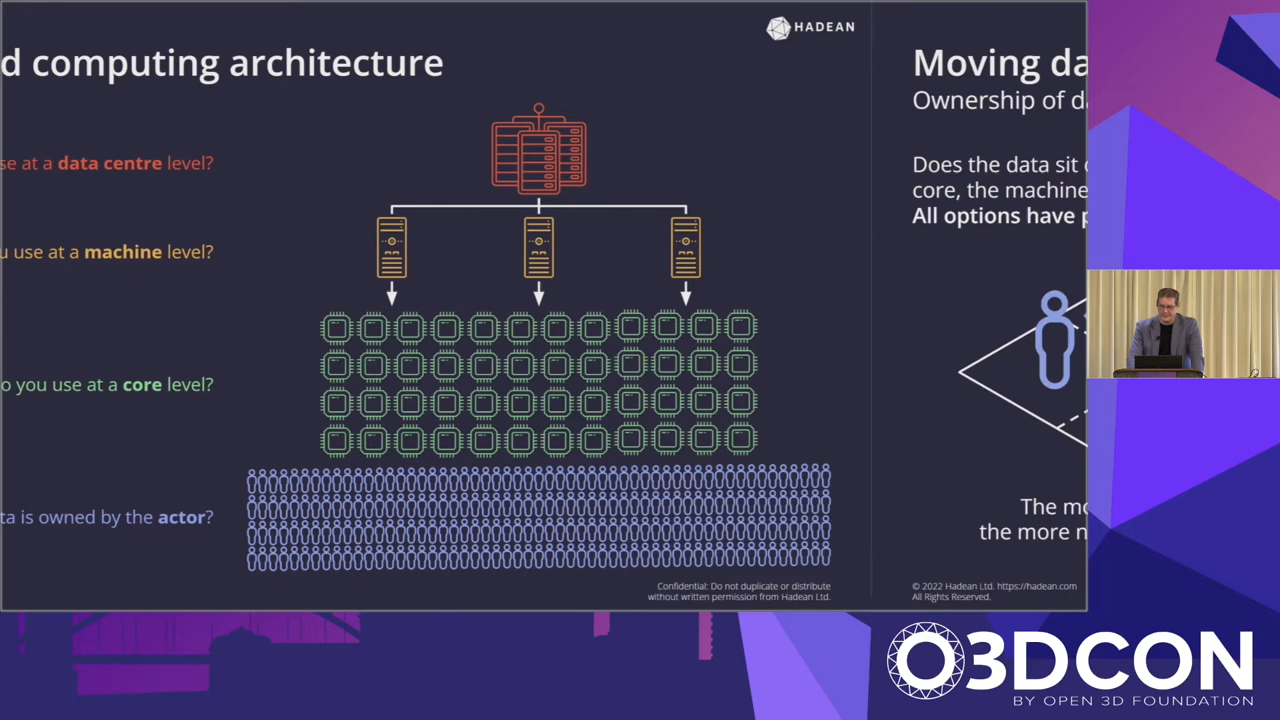 HADEAN
d computing architecture
se at a data centre level?
u use at a machine level?
o you use at a core level?
ta is owned by the actor?
Confidential: Do not duplicate or distribute
without written permission from Hadean Ltd.
Moving da
Ownership of da
Does the data sit
core, the machine
All options have p
The mo
the more n
© 2022 Hadean Ltd. https://hadean.com
All Rights Reserved.
O3DCON
BY OPEN 3D FOUNDATION